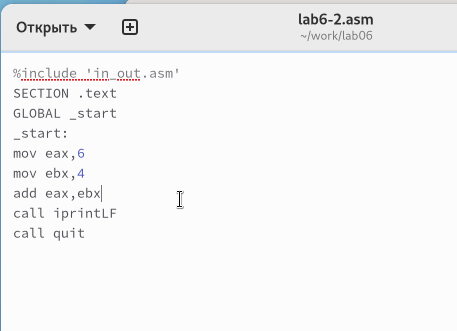 Открыть
lab6-2.asm
~/work/lab06
%include 'in_out.asm'
SECTION .text
GLOBAL _start
_start:
mov eax,6
mov ebx,4
add eax,ebx
call iprintLF
call quit